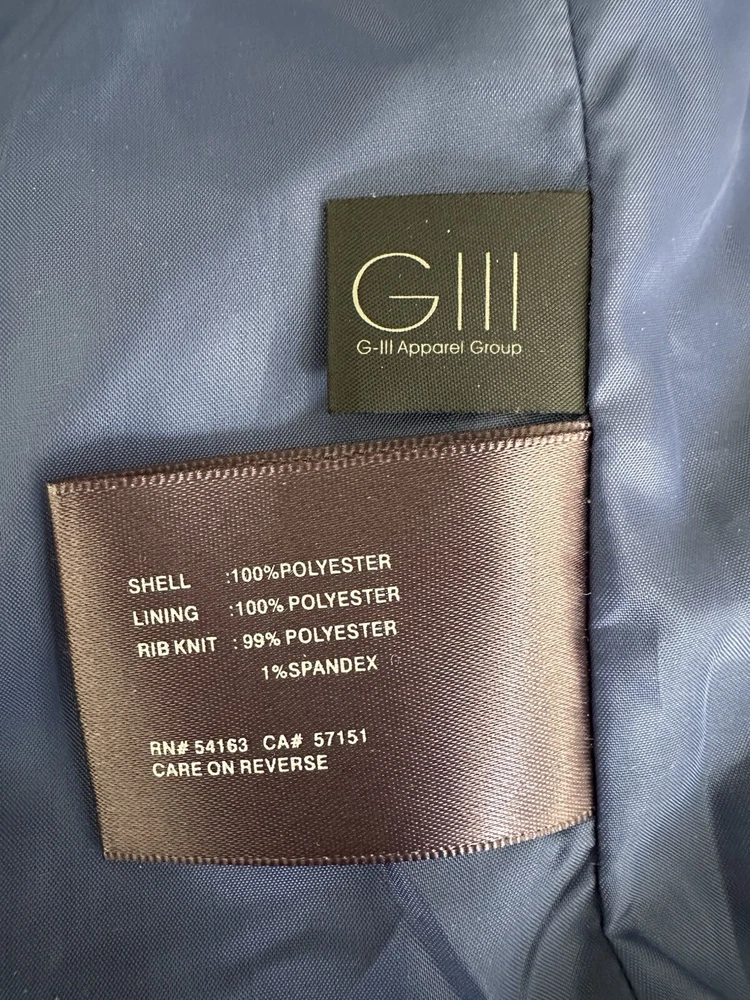 GIII
G-III Apparel Group
SHELL :100%POLYESTER
LINING :100% POLYESTER
RIB KNIT : 99% POLYESTER
1%SPANDEX
RN# 54163 CA# 57151
CARE ON REVERSE